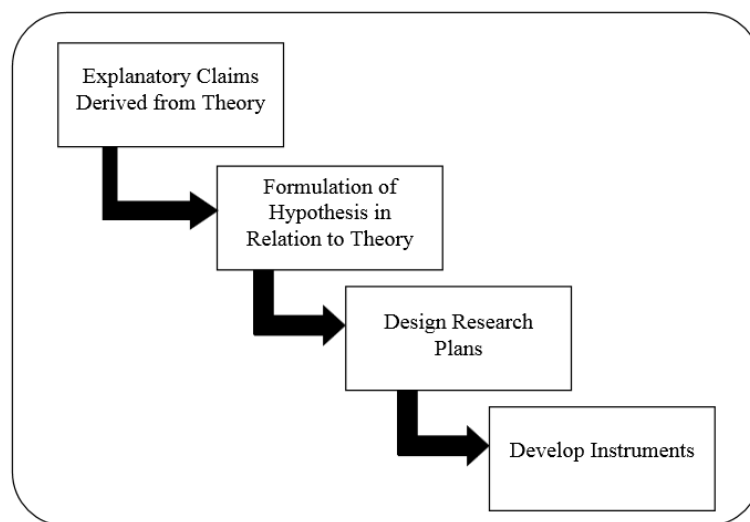 Explanatory Claims
Derived from Theory
Formulation of
Hypothesis in
Relation to Theory
Design Research
Plans
Develop Instruments